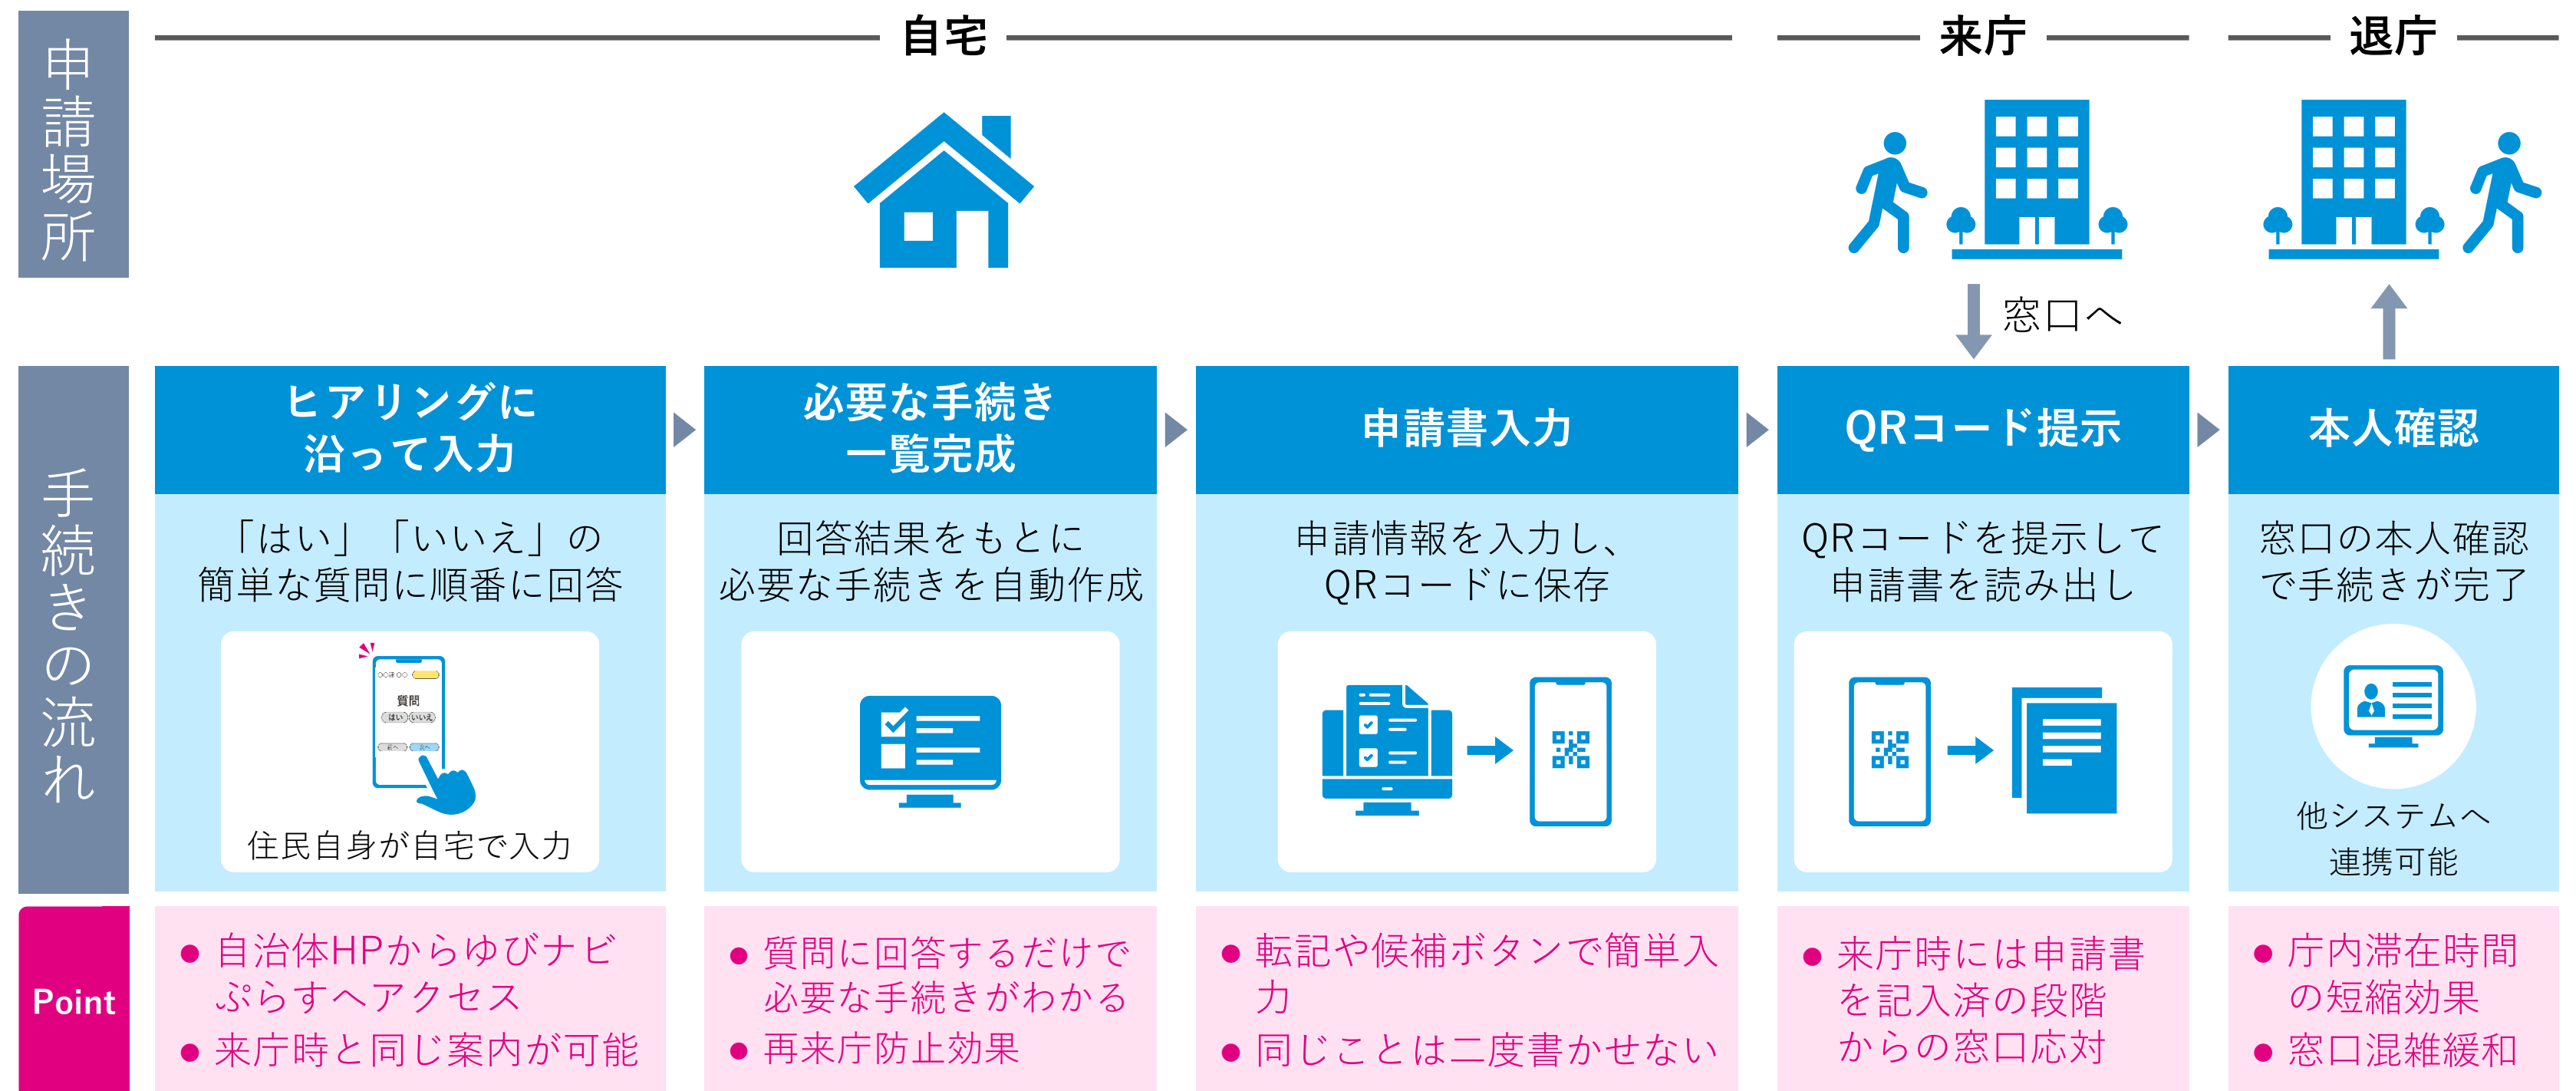 申請場所
自宅
来庁
退庁
窓口へ
手続きの流れ
ヒアリングに
沿って入力
「はい」「いいえ」の
簡単な質問に順番に回答
質問
はい
いいえ
前へ
次へ
住民自身が自宅で入力
必要な手続き
一覧完成
回答結果をもとに
必要な手続きを自動作成
申請書入力
申請情報を入力し、
QRコードに保存
QRコード提示
QRコードを提示して
申請書を読み出し
本人確認
窓口の本人確認
で手続きが完了
他システムへ
連携可能
Point
● 自治体HPからゆびナビ
ぷらすへアクセス
● 来庁時と同じ案内が可能
● 質問に回答するだけで
必要な手続きがわかる
● 再来庁防止効果
● 転記や候補ボタンで簡単入
力
● 同じことは二度書かせない
● 来庁時には申請書
を記入済の段階
からの窓口応対
● 庁内滞在時間
の短縮効果
● 窓口混雑緩和